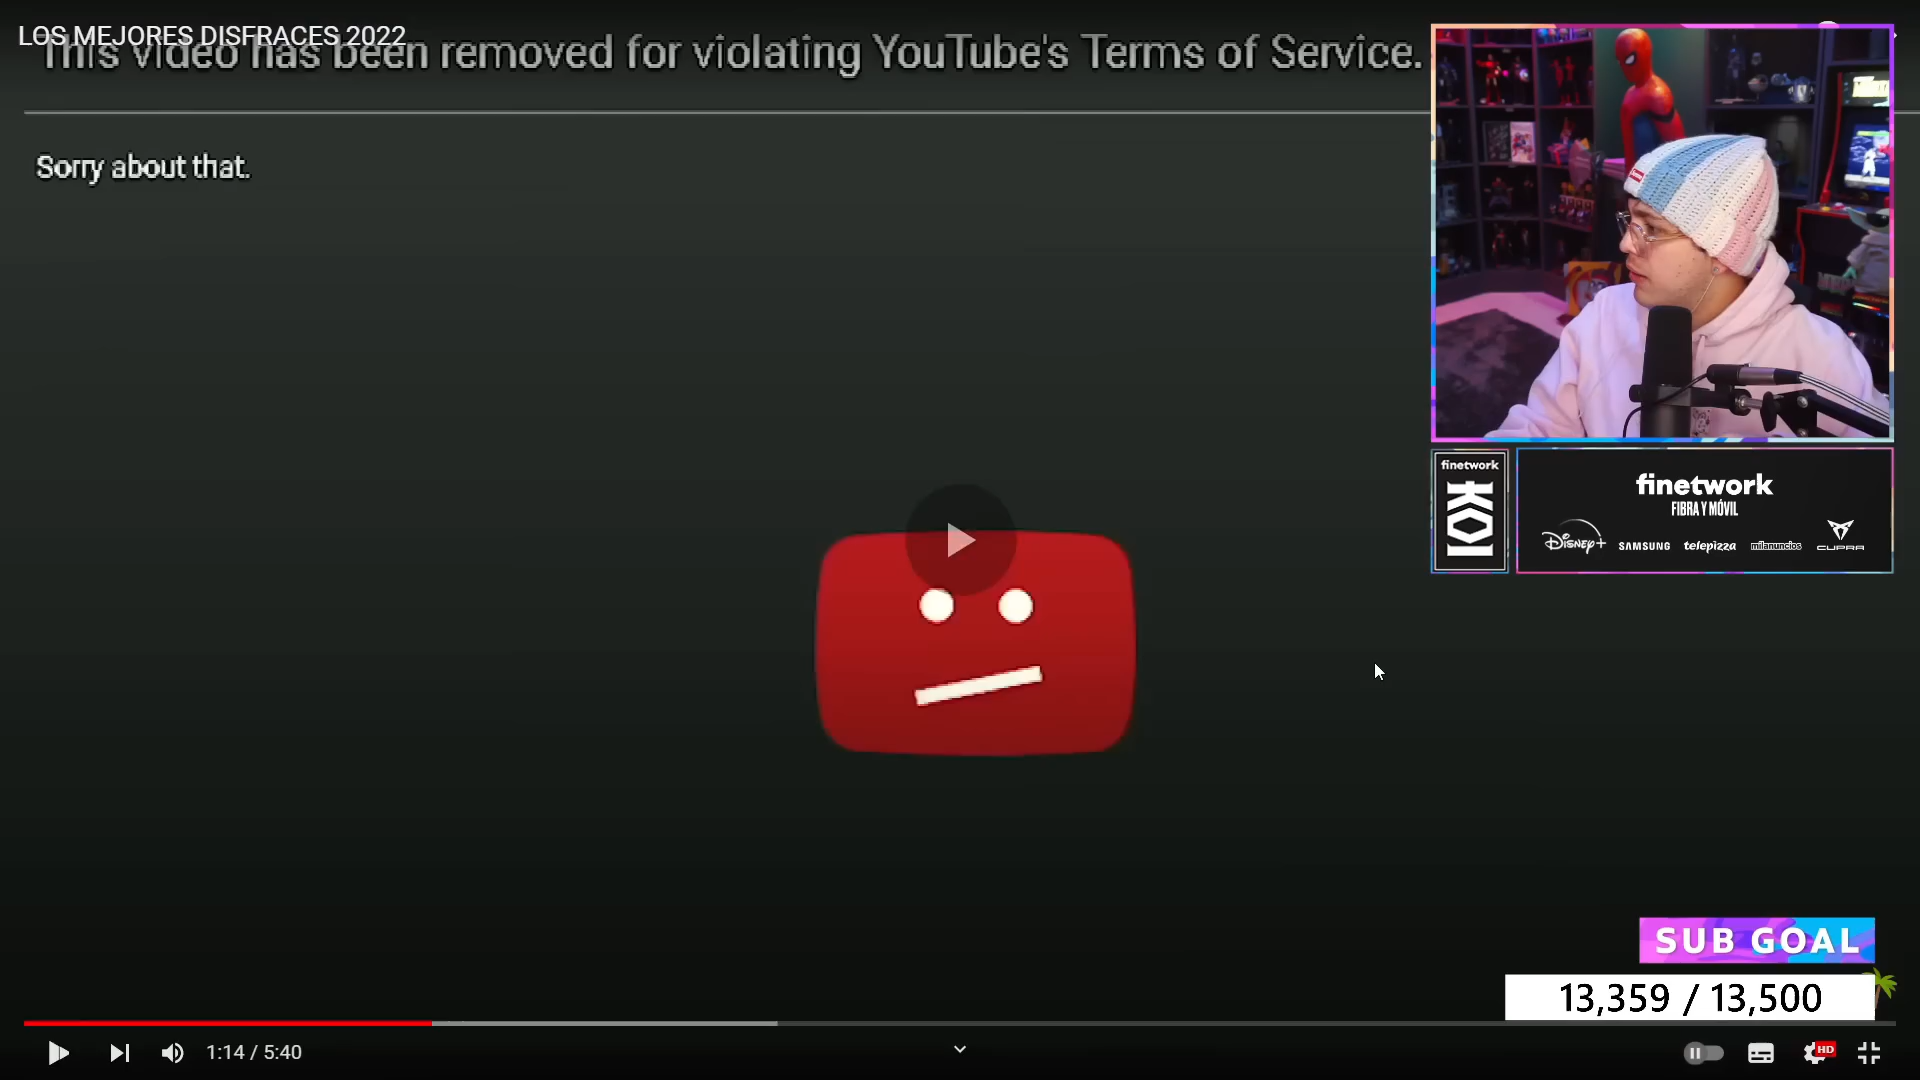 LOS MEJORES DISFRACES 2022
This video has been removed for violating YouTube's Terms of Service.
Sorry about that.
finetwork
KOI
finetwork
FIBRA Y MÓVIL
Disney+
SAMSUNG
telepizza
milanuncios
CUPRA
SUB GOAL
13,359 / 13,500
1:14 / 5:40
HD